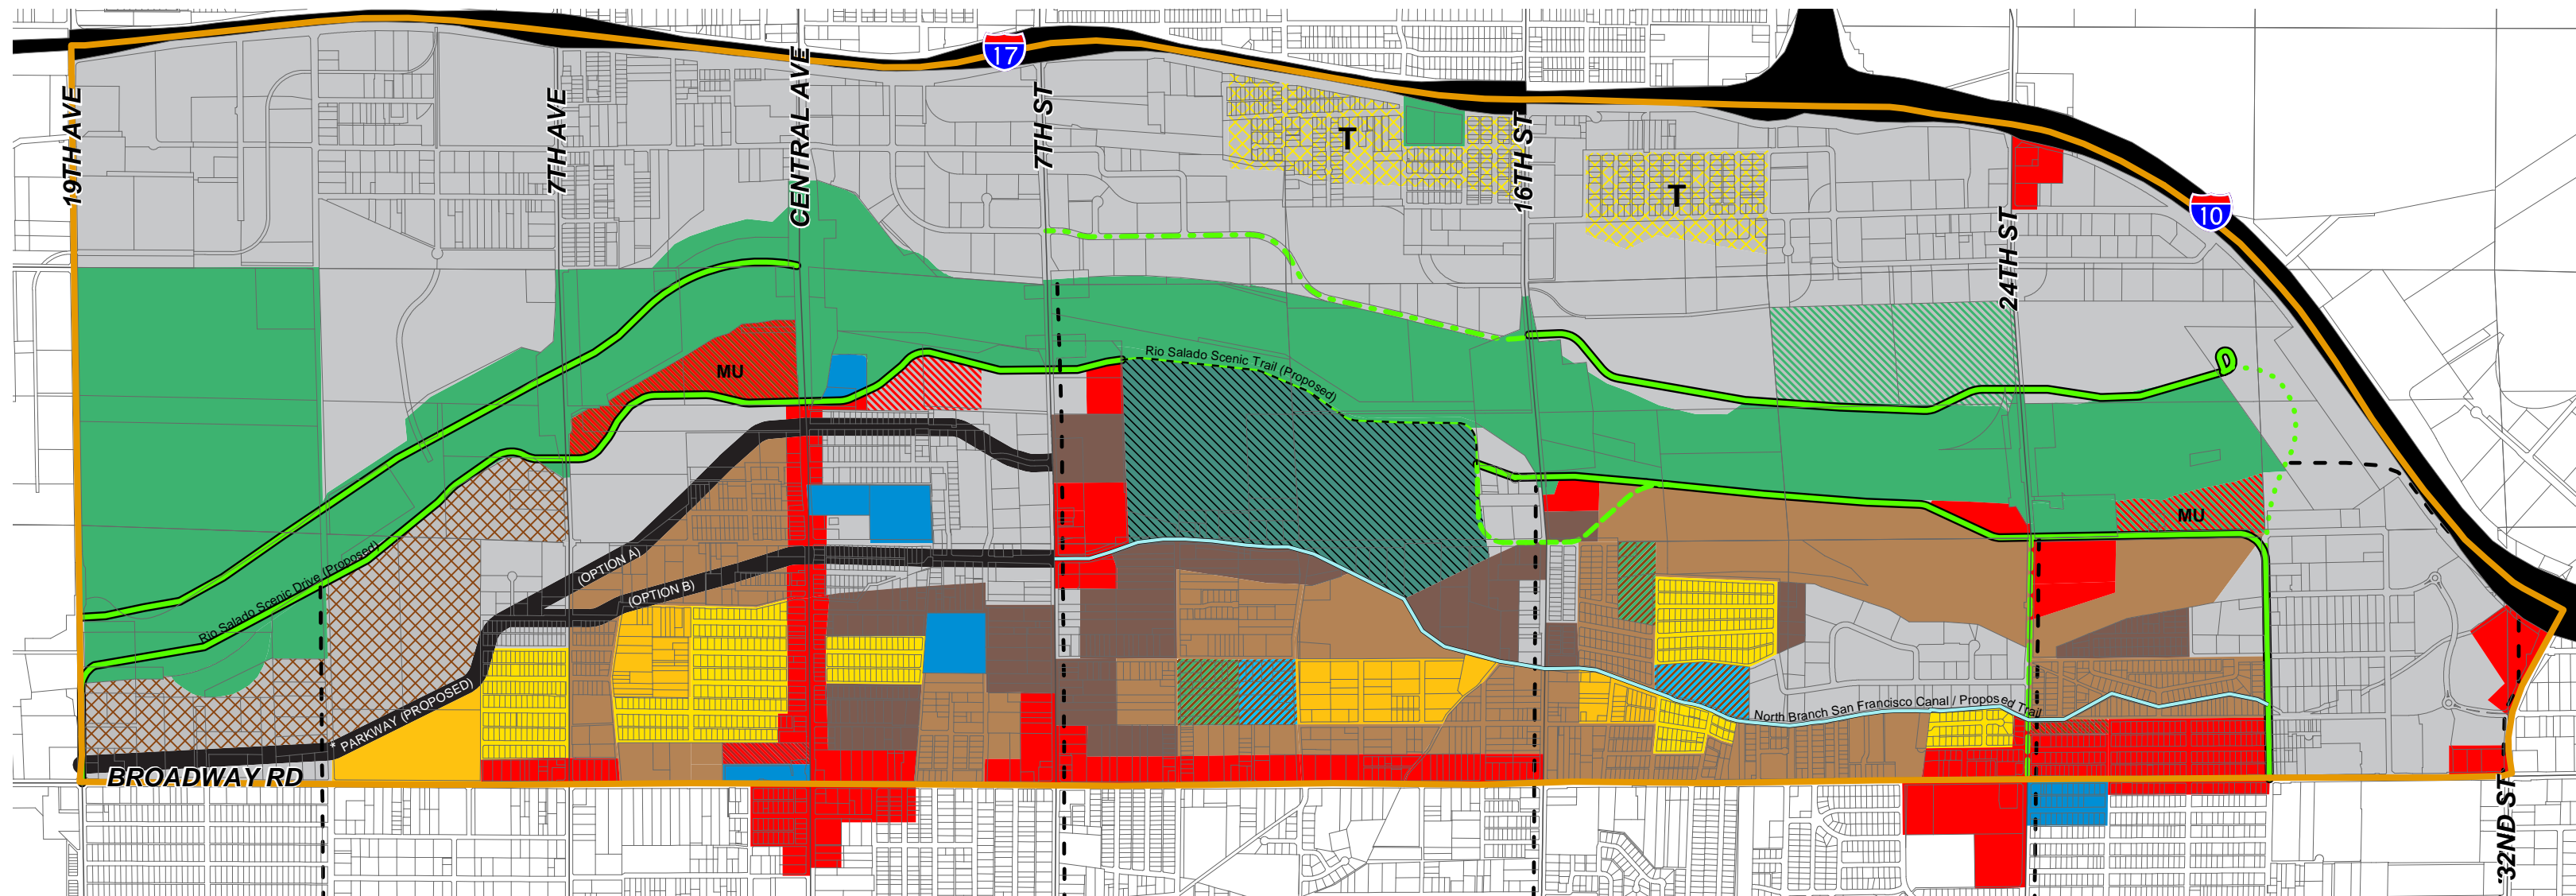 17
19TH AVE
7TH AVE
CENTRAL AVE
7TH ST
T
16TH ST
T
24TH ST
10
Rio Salado Scenic Trail (Proposed)
MU
MU
(OPTION A)
(OPTION B)
Rio Salado Scenic Drive (Proposed)
* PARKWAY (PROPOSED)
North Branch San Francisco Canal / Proposed Trail
BROADWAY RD
32ND ST